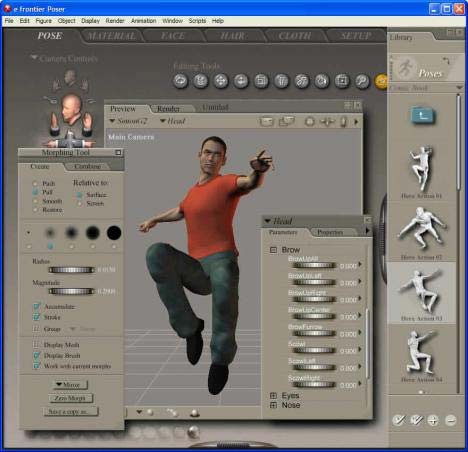 e frontier Poser
File Edit Figure Object Display Render Animation Window Scripts Help
POSE MATERIAL FACE HAIR CLOTH SETUP
Library
Camera Controls
Editing Tools:
Poses
Preview Render Untitled
SimonG2 Head
Comic Book
Main Camera
Morphing Tool
Create Combine
Push
Pull
Smooth
Restore
Relative to:
Surface
Screen
Radius
0.0150
Magnitude
Accumulate
Stroke
Group
Display Mesh
Display Brush
Work with current morphs
Mirror
Zero Morph
Save a copy as...
Head
Parameters Properties
Brow
BrowUpAll
0.000
BrowUpLeft
0.000
BrowUpRight
0.000
BrowUpCenter
0.000
BrowFurrow
0.000
Scowl
0.000
ScowlLeft
0.000
ScowlRight
0.000
Eyes
Nose
Hero Action 01
Hero Action 02
Hero Action 03
Hero Action 04